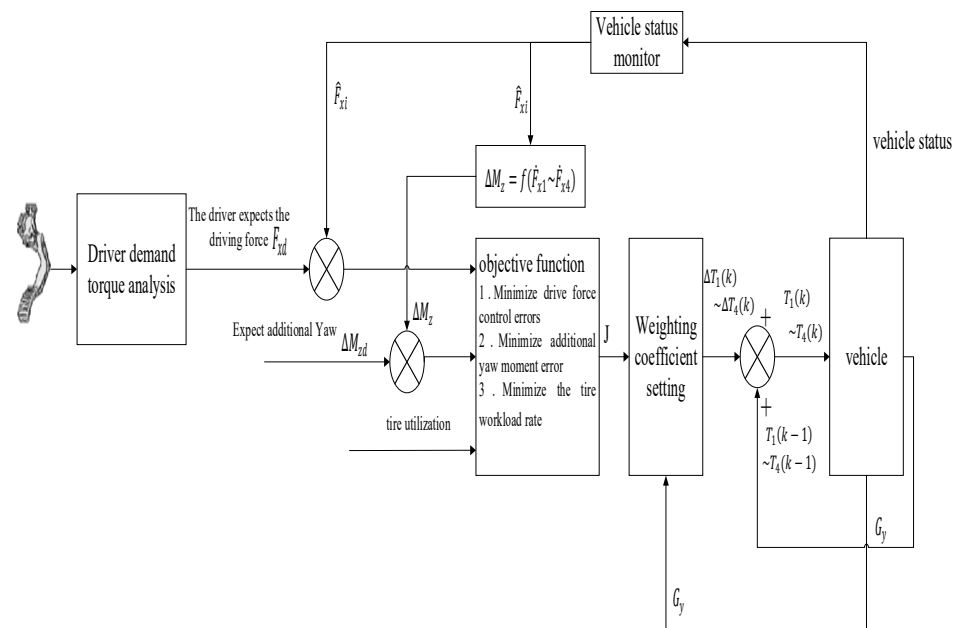 Vehicle status
monitor
F̂xi
F̂xi
vehicle status
ΔMz = f(Ḟx1~Ḟx4)
The driver expects the
driving force Fxd
Driver demand
torque analysis
objective function
1 . Minimize drive force
control errors
2 . Minimize additional
yaw moment error
3 . Minimize the tire
workload rate
ΔMz
Expect additional Yaw ΔMzd
tire utilization
J
Weighting
coefficient
setting
ΔT1(k)
~ΔT4(k)
+
T1(k)
~T4(k)
vehicle
+
T1(k−1)
~T4(k−1)
Gy
Gy